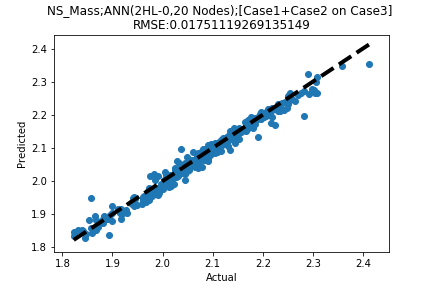 NS_Mass;ANN(2HL-0,20 Nodes);[Case1+Case2 on Case3]
RMSE:0.01751119269135149
2.4
2.3
2.2
2.1
2.0
1.9
1.8
Predicted
1.8 1.9 2.0 2.1 2.2 2.3 2.4
Actual